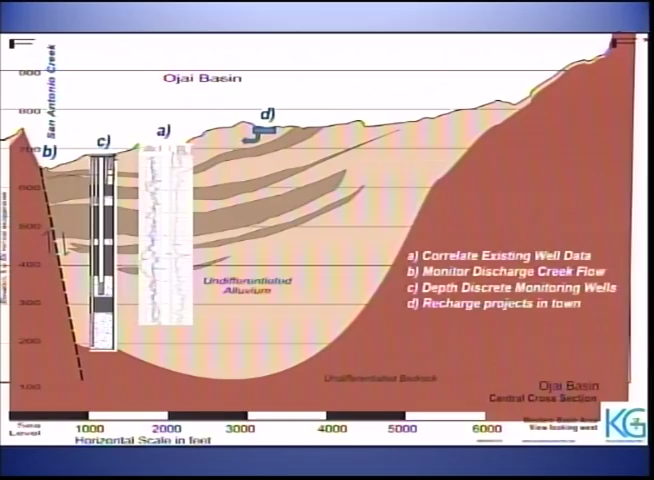 Ojai Basin
San Antonio Creek
900
800
700
600
500
400
300
200
100
b)
c)
a)
d)
Undifferentiated
Alluvium
a) Correlate Existing Well Data
b) Monitor Discharge Creek Flow
c) Depth Discrete Monitoring Wells
d) Recharge projects in town
Undifferentiated Bedrock
Ojai Basin
Central Cross Section
View looking west
Sea
Level
1000
2000
3000
4000
5000
6000
Horizontal Scale in feet
KG